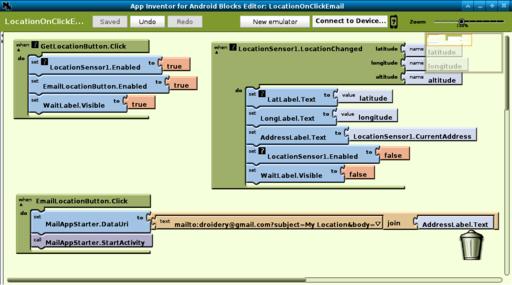 App Inventor for Android Blocks Editor: LocationOnClickEmail
LocationOnClickE... Saved Undo Redo New emulator Connect to Device... Zoom 100%
when GetLocationButton.Click
do set LocationSensor1.Enabled to true
set EmailLocationButton.Enabled to true
set WaitLabel.Visible to true
when LocationSensor1.LocationChanged latitude name latitude
longitude name longitude
altitude name altitude
do set LatLabel.Text to value latitude
set LongLabel.Text to value longitude
set AddressLabel.Text to LocationSensor1.CurrentAddress
set LocationSensor1.Enabled to false
set WaitLabel.Visible to false
when EmailLocationButton.Click
do set MailAppStarter.DataUri to text mailto:droidery@gmail.com?subject=My Location&body= join AddressLabel.Text
call MailAppStarter.StartActivity